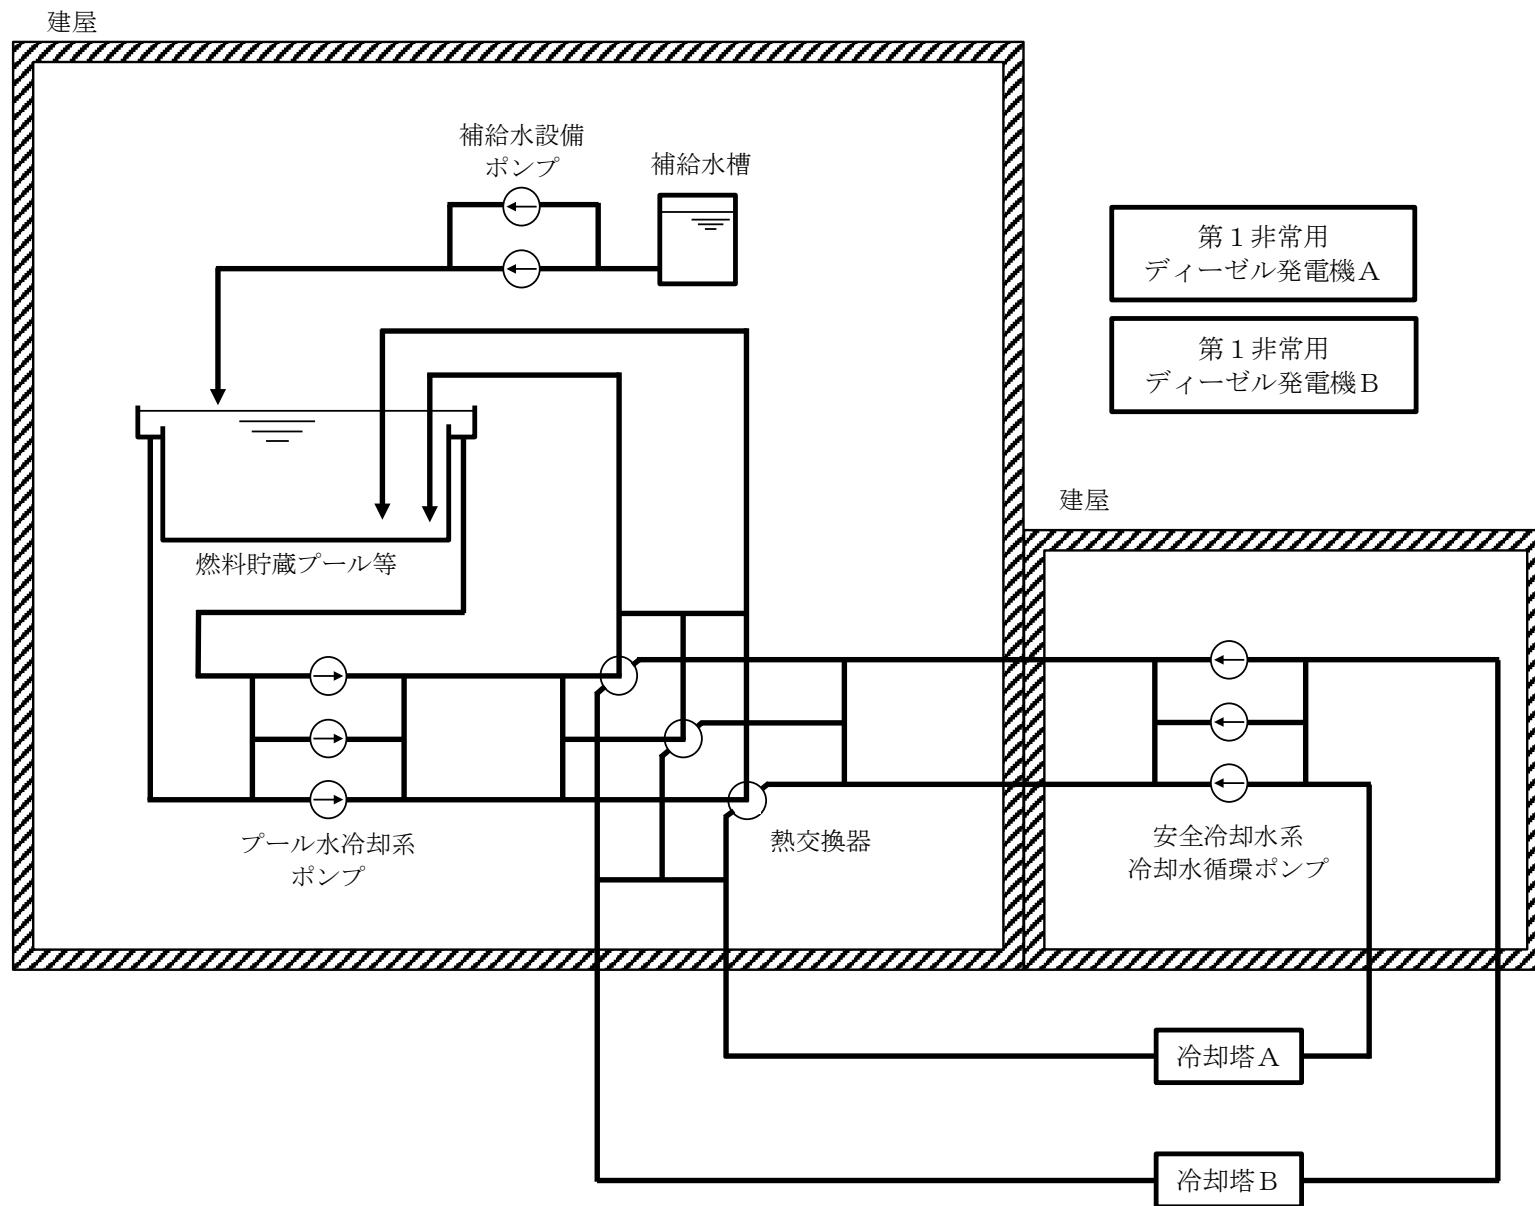 建屋
補給水設備
ポンプ
補給水槽
第１非常用
ディーゼル発電機Ａ
第１非常用
ディーゼル発電機Ｂ
建屋
燃料貯蔵プール等
プール水冷却系
ポンプ
熱交換器
安全冷却水系
冷却水循環ポンプ
冷却塔Ａ
冷却塔Ｂ